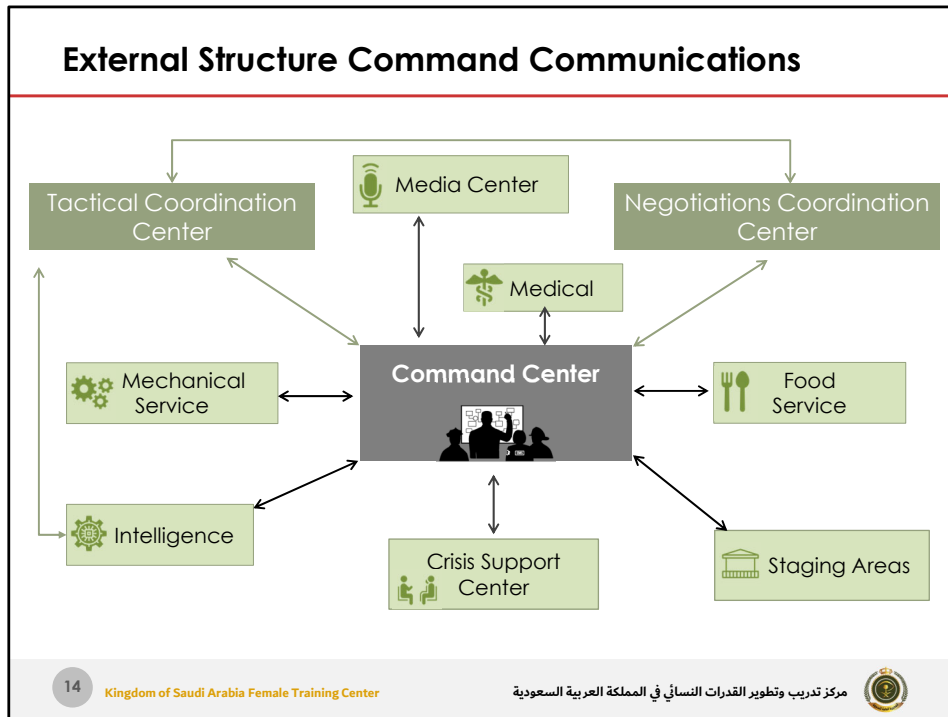 External Structure Command Communications
Media Center
Tactical Coordination
Center
Negotiations Coordination
Center
Medical
Command Center
Mechanical
Service
Food
Service
Intelligence
Crisis Support
Center
Staging Areas
14
Kingdom of Saudi Arabia Female Training Center
مركز تدريب وتطوير القدرات النسائي في المملكة العربية السعودية